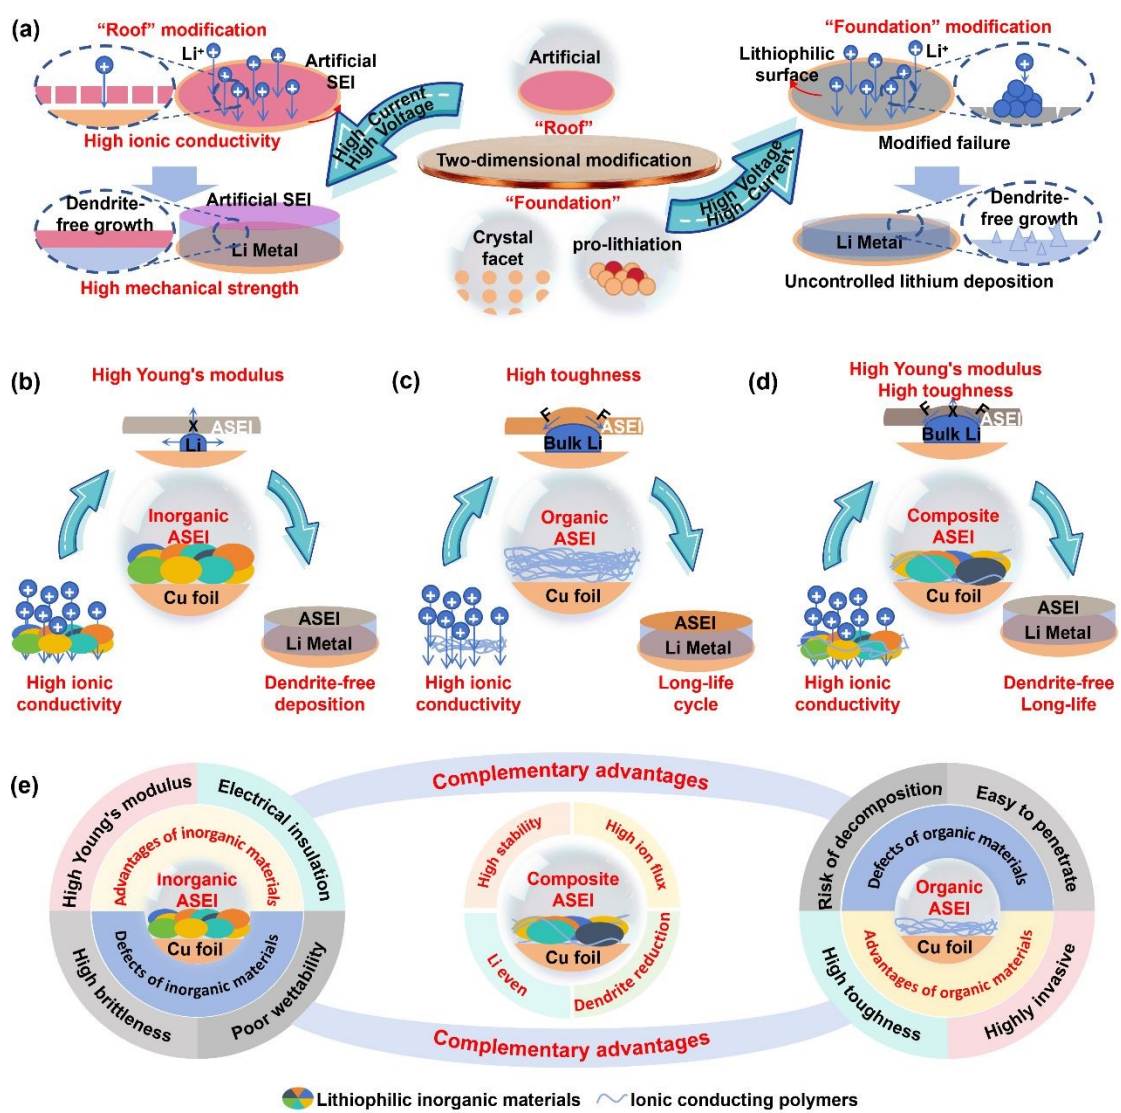 (a)
“Roof” modification
Li⁺
Artificial
SEI
High ionic conductivity
Dendrite-
free growth
Artificial SEI
Li Metal
High mechanical strength
High Current
High Voltage
Artificial
“Roof”
Two-dimensional modification
“Foundation”
Crystal
facet
pro-lithiation
High Voltage
High Current
“Foundation” modification
Lithiophilic
surface
Li⁺
Modified failure
Li Metal
Dendrite-
free growth
Uncontrolled lithium deposition
(b)
High Young's modulus
X
ASEI
Li
Inorganic
ASEI
Cu foil
High ionic
conductivity
ASEI
Li Metal
Dendrite-free
deposition
(c)
High toughness
F
F
ASEI
Bulk Li
Organic
ASEI
Cu foil
High ionic
conductivity
ASEI
Li Metal
Long-life
cycle
(d)
High Young's modulus
High toughness
F
X
F
ASEI
Bulk Li
Composite
ASEI
Cu foil
High ionic
conductivity
ASEI
Li Metal
Dendrite-free
Long-life
(e)
Complementary advantages
High Young's modulus
Electrical insulation
Advantages of inorganic materials
Inorganic
ASEI
Cu foil
Defects of inorganic materials
High brittleness
Poor wettability
High stability
High ion flux
Composite
ASEI
Cu foil
Li even
Dendrite reduction
Risk of decomposition
Easy to penetrate
Defects of organic materials
Organic
ASEI
Cu foil
Advantages of organic materials
High toughness
Highly invasive
Complementary advantages
Lithiophilic inorganic materials
Ionic conducting polymers